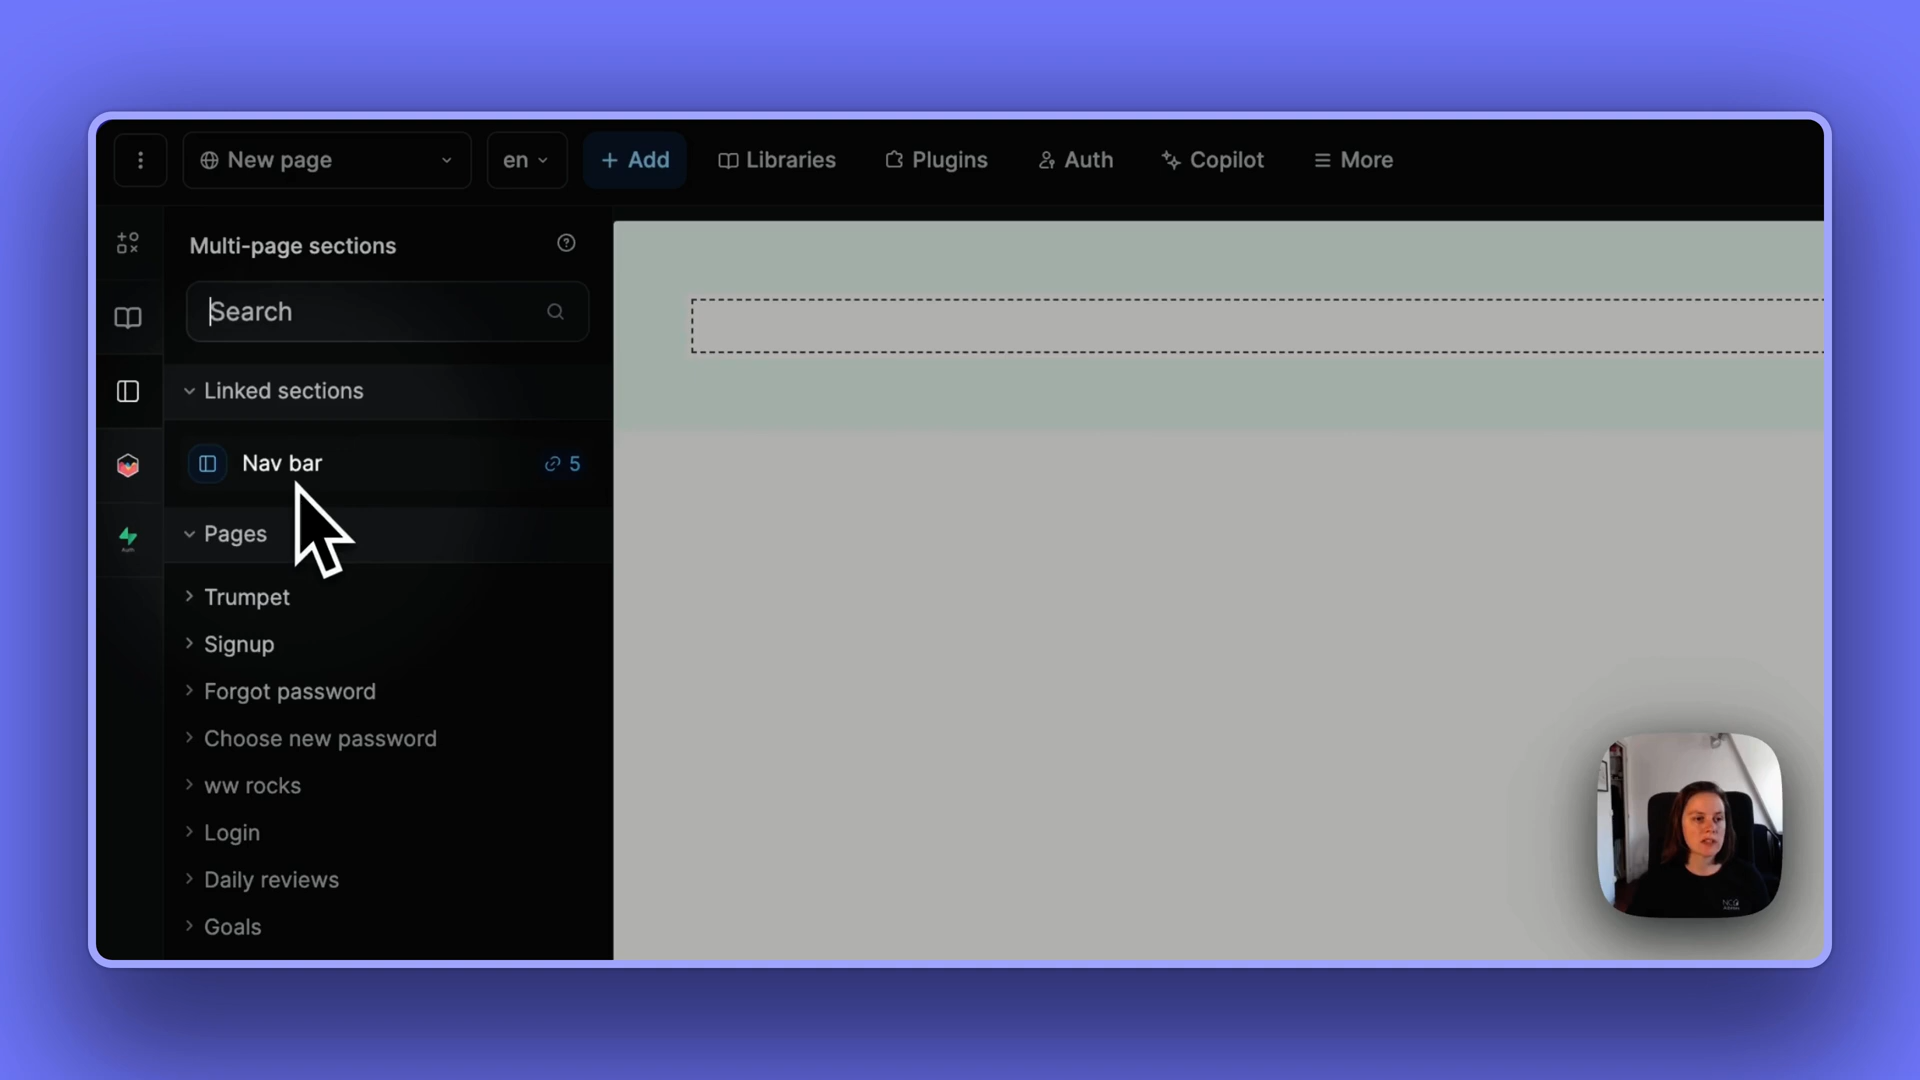 New page
en
+ Add
Libraries
Plugins
Auth
Copilot
More
Multi-page sections
Search
Linked sections
Nav bar
5
Pages
Trumpet
Signup
Forgot password
Choose new password
ww rocks
Login
Daily reviews
Goals
Auth